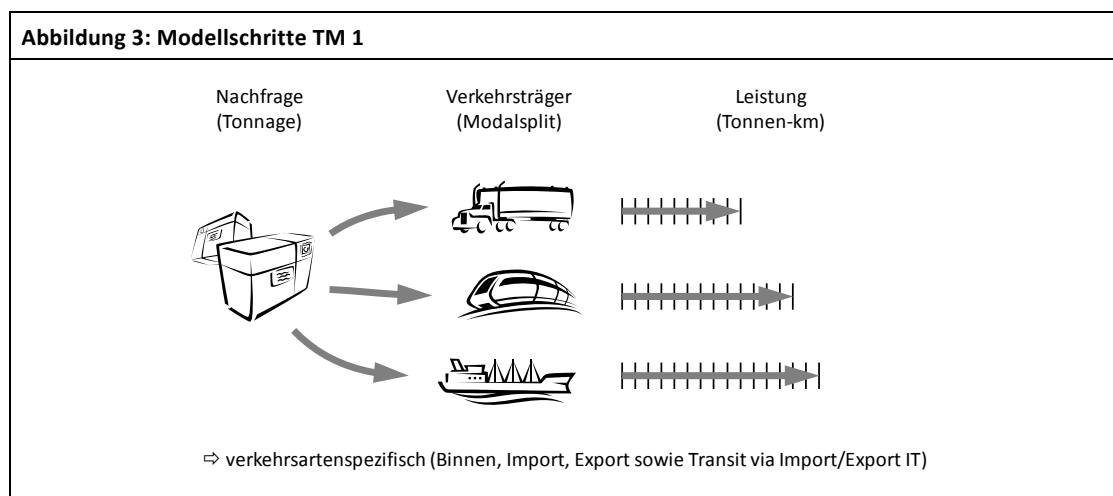 Abbildung 3: Modellschritte TM 1
Nachfrage
(Tonnage)
Verkehrsträger
(Modalsplit)
Leistung
(Tonnen-km)
⇨ verkehrsartenspezifisch (Binnen, Import, Export sowie Transit via Import/Export IT)